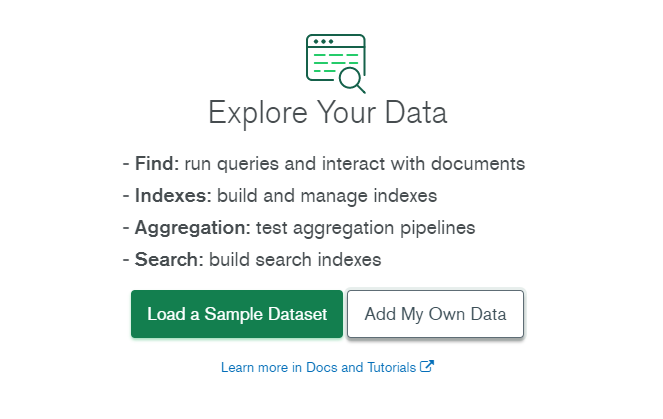 Explore Your Data
- Find: run queries and interact with documents
- Indexes: build and manage indexes
- Aggregation: test aggregation pipelines
- Search: build search indexes
Load a Sample Dataset Add My Own Data
Learn more in Docs and Tutorials